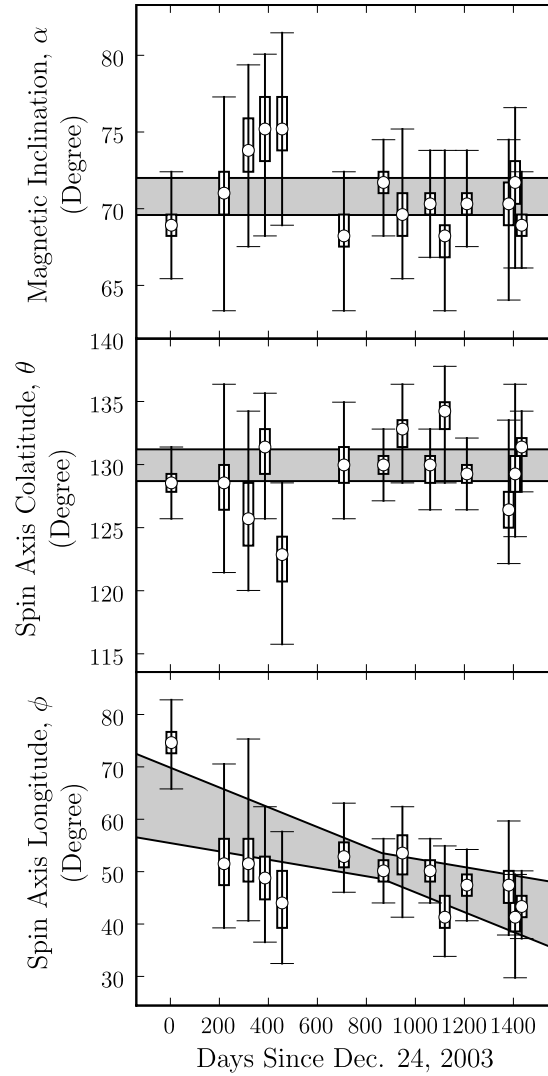 Magnetic Inclination, α
(Degree)
80
75
70
65
Spin Axis Colatitude, θ
(Degree)
140
135
130
125
120
115
Spin Axis Longitude, ϕ
(Degree)
80
70
60
50
40
30
0 200 400 600 800 1000 1200 1400
Days Since Dec. 24, 2003